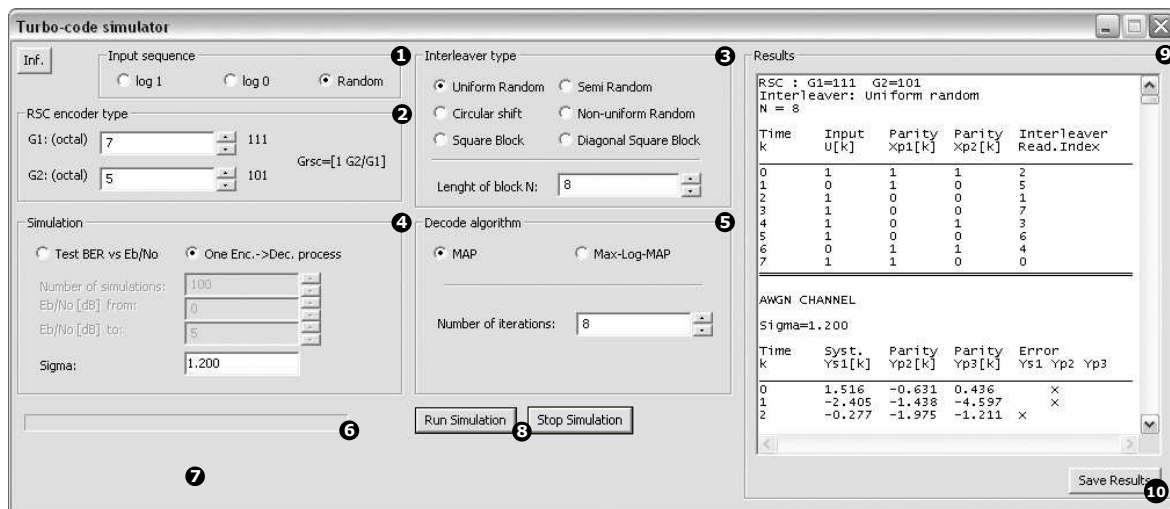 Turbo-code simulator
Inf.
Input sequence
1
log 1
log 0
Random
RSC encoder type
2
G1: (octal)
7
111
Grsc=[1 G2/G1]
G2: (octal)
5
101
Interleaver type
3
Uniform Random
Semi Random
Circular shift
Non-uniform Random
Square Block
Diagonal Square Block
Lenght of block N:
8
Simulation
4
Test BER vs Eb/No
One Enc.->Dec. process
Number of simulations:
100
Eb/No [dB] from:
0
Eb/No [dB] to:
5
Sigma:
1.200
Decode algorithm
5
MAP
Max-Log-MAP
Number of iterations:
8
6
7
Run Simulation
8
Stop Simulation
Results
9
RSC : G1=111 G2=101
Interleaver: Uniform random
N = 8
Time Input Parity Parity Interleaver
k U[k] Xp1[k] Xp2[k] Read.Index
0 1 1 1 2
1 0 1 0 5
2 1 0 0 1
3 1 0 0 7
4 1 0 1 3
5 1 0 0 6
6 0 1 1 4
7 1 1 0 0
AWGN CHANNEL
Sigma=1.200
Time Syst. Parity Parity Error
k Ys1[k] Yp2[k] Yp3[k] Ys1 Yp2 Yp3
0 1.516 -0.631 0.436 x
1 -2.405 -1.438 -4.597 x
2 -0.277 -1.975 -1.211 x
Save Results
10